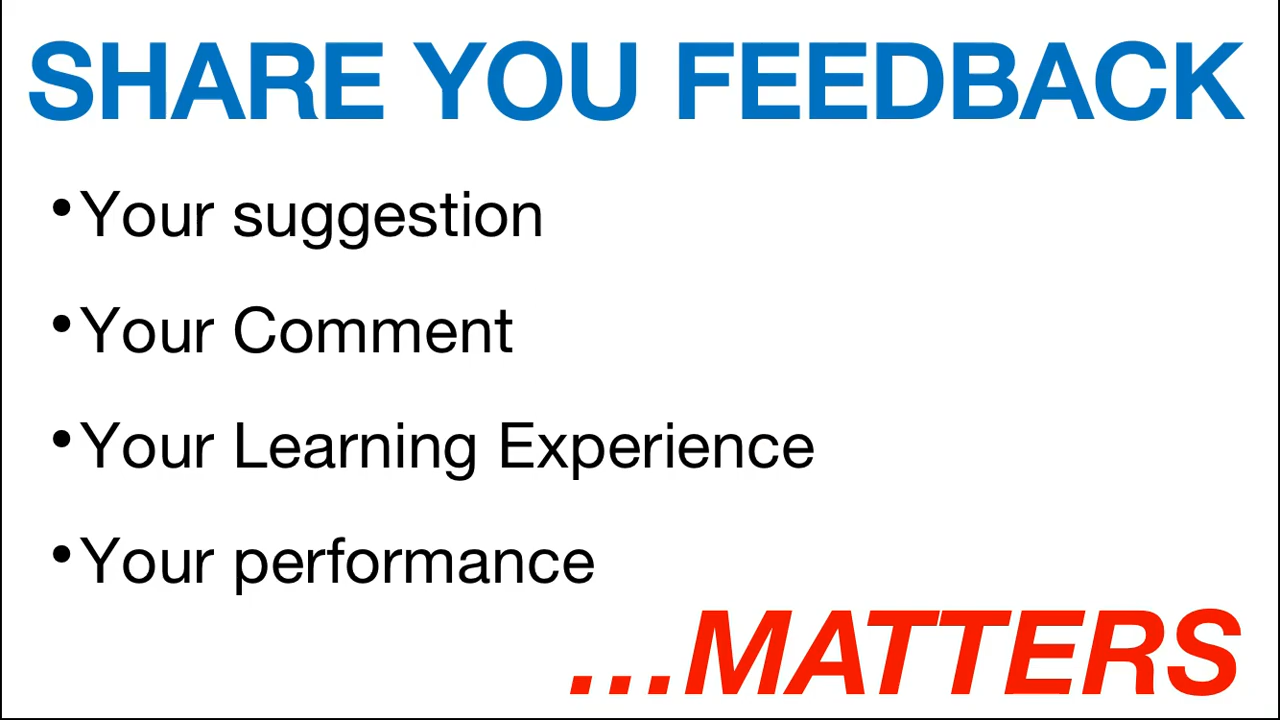 SHARE YOU FEEDBACK
•Your suggestion
•Your Comment
•Your Learning Experience
•Your performance
...MATTERS